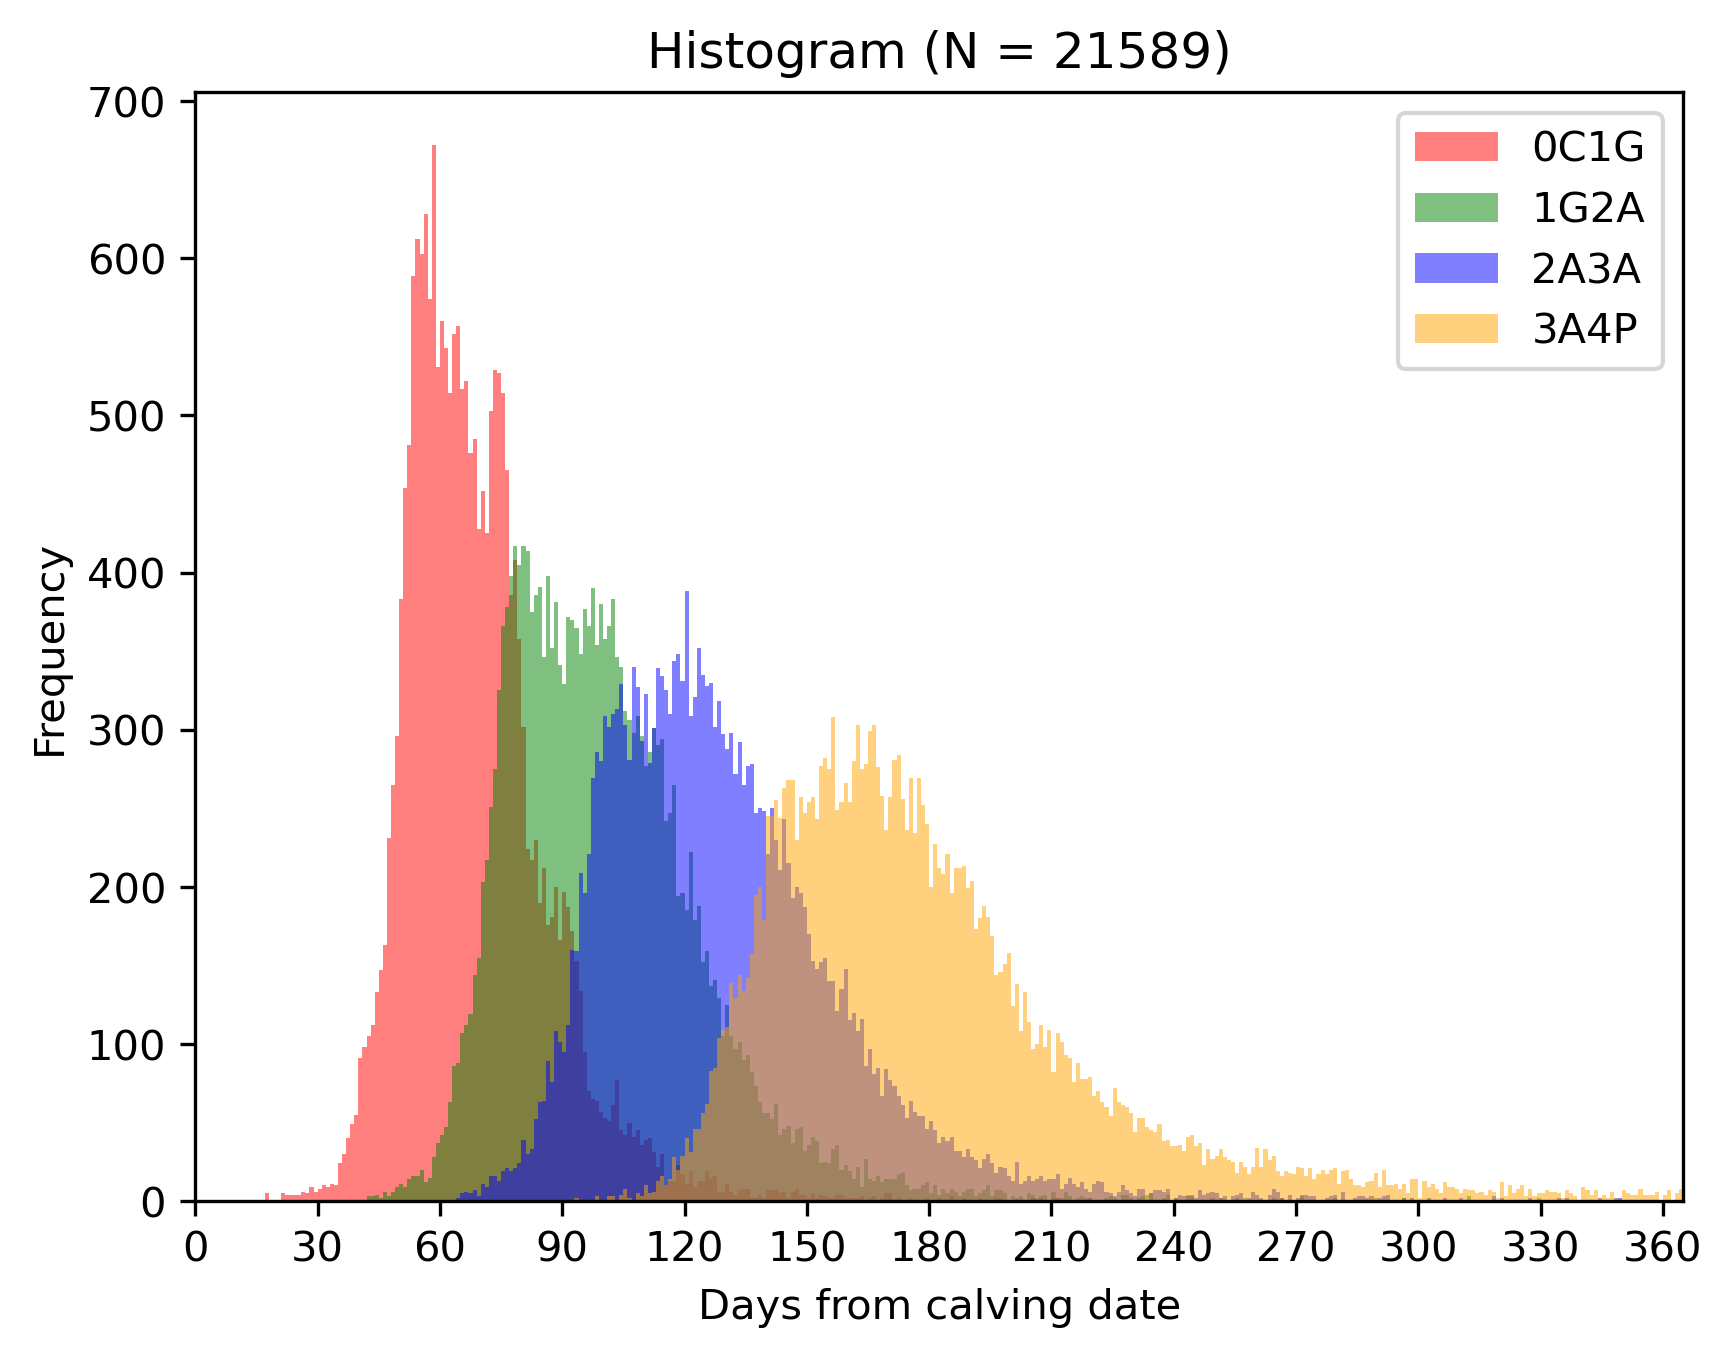 Histogram (N = 21589)
700
600
500
400
300
200
100
0
Frequency
0C1G
1G2A
2A3A
3A4P
0 30 60 90 120 150 180 210 240 270 300 330 360
Days from calving date